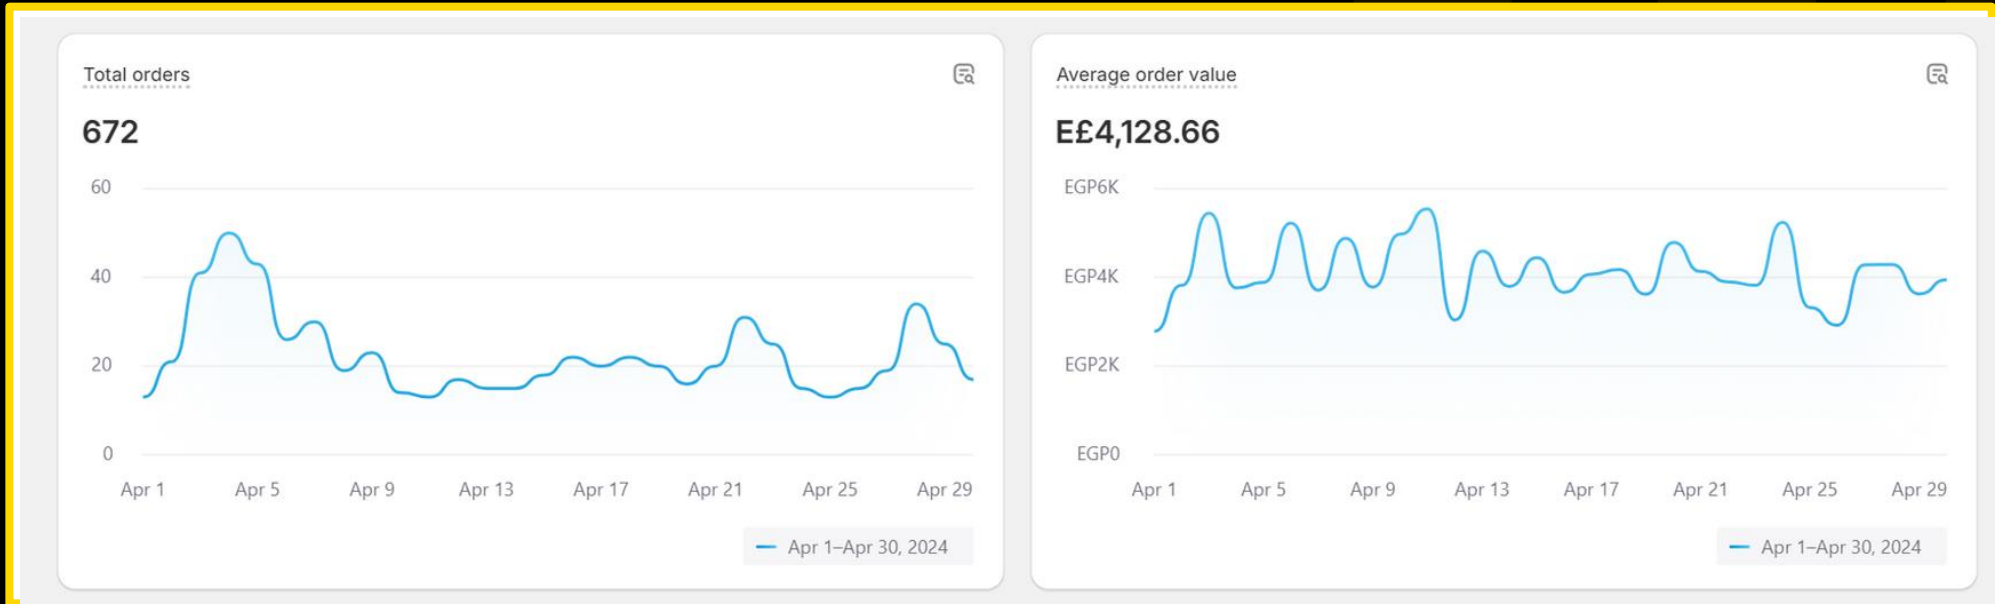 Total orders
672
60
40
20
0
Apr 1 Apr 5 Apr 9 Apr 13 Apr 17 Apr 21 Apr 25 Apr 29
Apr 1–Apr 30, 2024
Average order value
E£4,128.66
EGP6K
EGP4K
EGP2K
EGP0
Apr 1 Apr 5 Apr 9 Apr 13 Apr 17 Apr 21 Apr 25 Apr 29
Apr 1–Apr 30, 2024